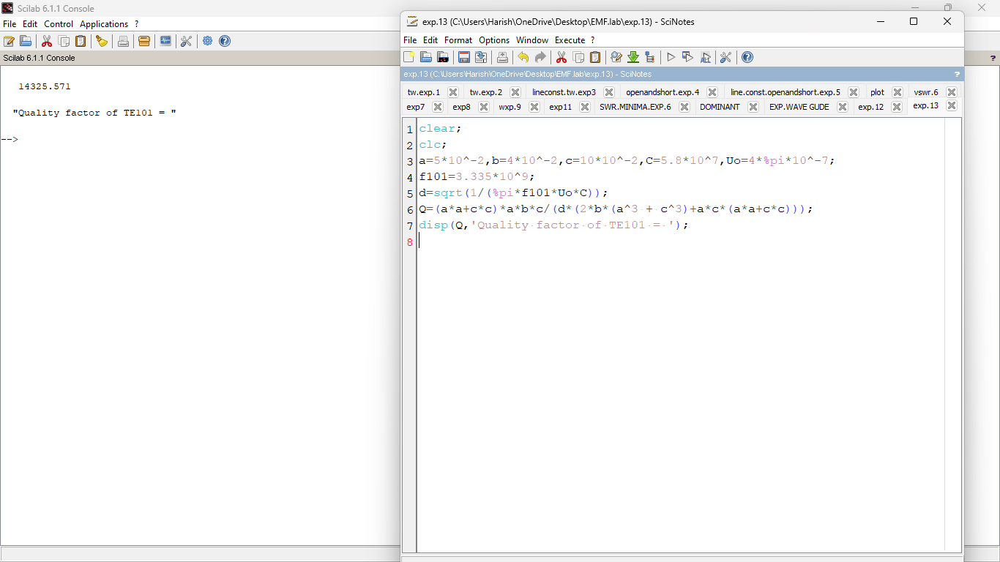 Scilab 6.1.1 Console
File Edit Control Applications ?
Scilab 6.1.1 Console
14325.571
"Quality factor of TE101 = "
-->
exp.13 (C:\Users\Harish\OneDrive\Desktop\EMF.lab\exp.13) - SciNotes
File Edit Format Options Window Execute ?
exp.13 (C:\Users\Harish\OneDrive\Desktop\EMF.lab\exp.13) - SciNotes ?
?
tw.exp.1 tw.exp.2 lineconst.tw.exp3 openandshort.exp.4 line.const.openandshort.exp.5 plot vswr.6
exp7 exp8 wxp.9 exp11 SWR.MINIMA.EXP.6 DOMINANT EXP.WAVE GUDE exp.12 exp.13
1 clear;
2 clc;
3 a=5*10^-2,b=4*10^-2,c=10*10^-2,C=5.8*10^7,Uo=4*%pi*10^-7;
4 f101=3.335*10^9;
5 d=sqrt(1/(%pi*f101*Uo*C));
6 Q=(a*a+c*c)*a*b*c/(d*(2*b*(a^3 + c^3)+a*c*(a*a+c*c)));
7 disp(Q,'Quality factor of TE101 = ');
8